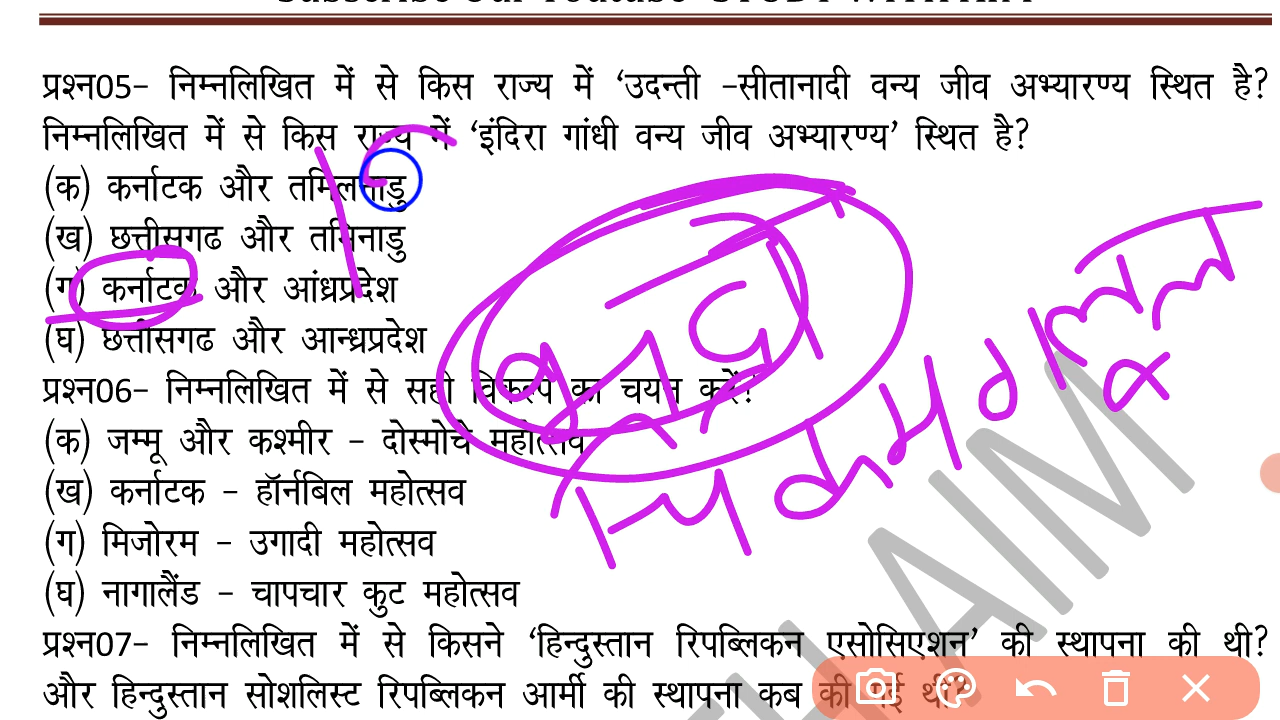 प्रश्न05- निम्नलिखित में से किस राज्य में ‘उदन्ती -सीतानादी वन्य जीव अभ्यारण्य स्थित है?
निम्नलिखित में से किस राज्य में ‘इंदिरा गांधी वन्य जीव अभ्यारण्य’ स्थित है?
(क) कर्नाटक और तमिलनाडु
(ख) छत्तीसगढ और तमिनाडु
(ग) कर्नाटक और आंध्रप्रदेश
(घ) छत्तीसगढ और आन्ध्रप्रदेश
प्रश्न06- निम्नलिखित में से सही विकल्प का चयन करें?
(क) जम्मू और कश्मीर - दोस्मोचे महोत्सव
(ख) कर्नाटक - हॉर्नबिल महोत्सव
(ग) मिजोरम - उगादी महोत्सव
(घ) नागालैंड - चापचार कुट महोत्सव
प्रश्न07- निम्नलिखित में से किसने ‘हिन्दुस्तान रिपब्लिकन एसोसिएशन’ की स्थापना की थी?
और हिन्दुस्तान सोशलिस्ट रिपब्लिकन आर्मी की स्थापना कब की गई थी?